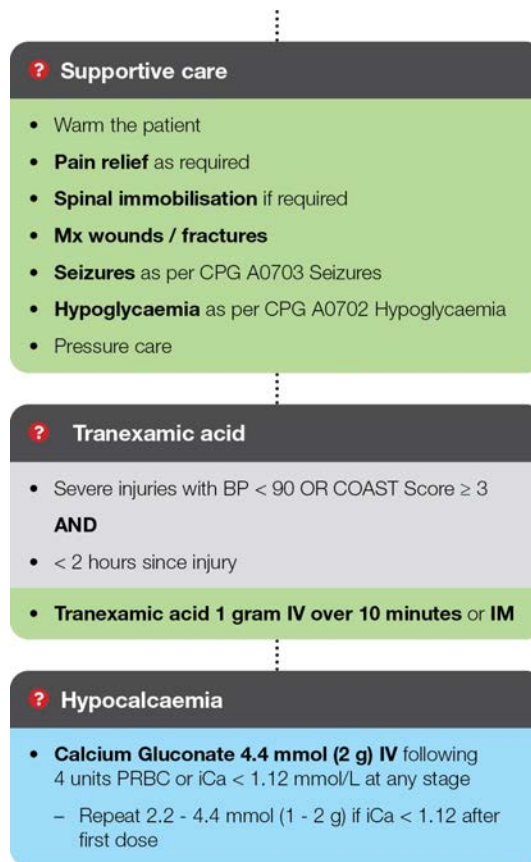 ? Supportive care
• Warm the patient
• Pain relief as required
• Spinal immobilisation if required
• Mx wounds / fractures
• Seizures as per CPG A0703 Seizures
• Hypoglycaemia as per CPG A0702 Hypoglycaemia
• Pressure care
? Tranexamic acid
• Severe injuries with BP < 90 OR COAST Score ≥ 3
AND
• < 2 hours since injury
• Tranexamic acid 1 gram IV over 10 minutes or IM
? Hypocalcaemia
• Calcium Gluconate 4.4 mmol (2 g) IV following
4 units PRBC or iCa < 1.12 mmol/L at any stage
– Repeat 2.2 - 4.4 mmol (1 - 2 g) if iCa < 1.12 after
first dose